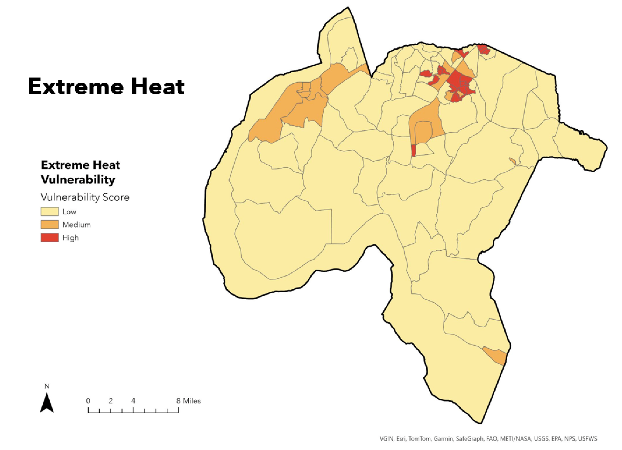 Extreme Heat
Extreme Heat
Vulnerability
Vulnerability Score
Low
Medium
High
N
0 2 4 8 Miles
VGIN, Esri, TomTom, Garmin, SafeGraph, FAO, METI/NASA, USGS, EPA, NPS, USFWS